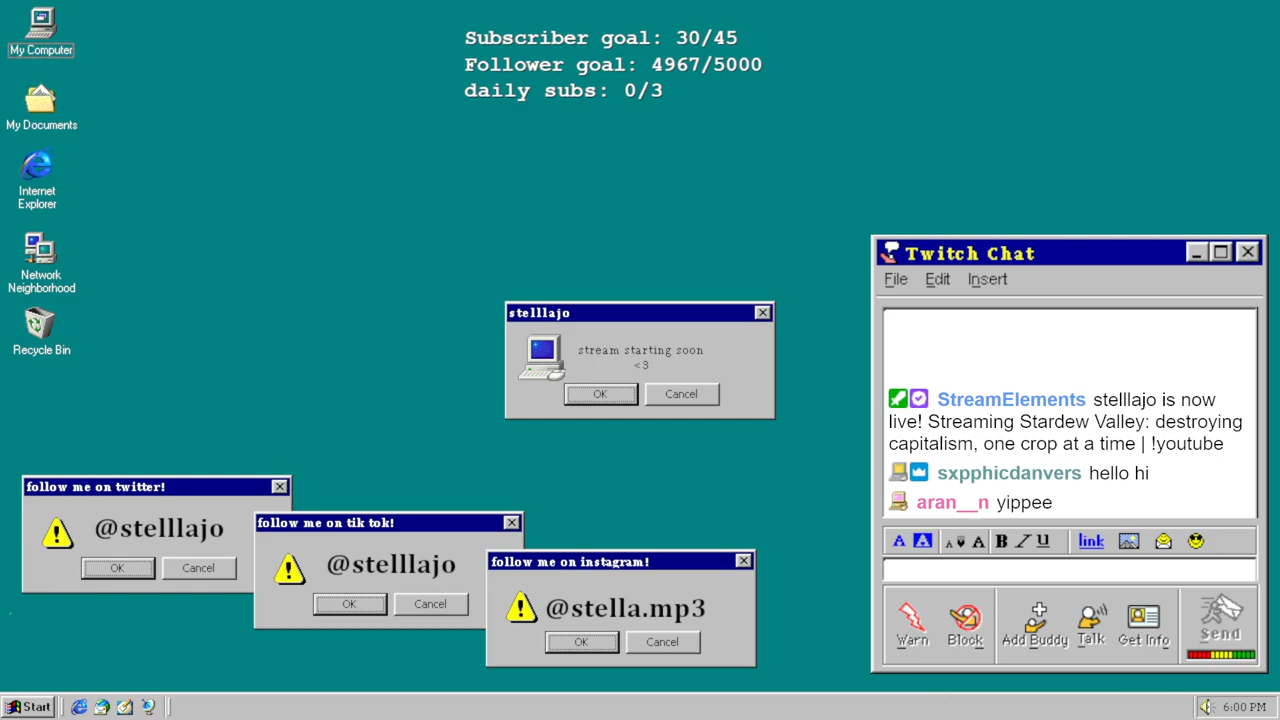 Subscriber goal: 30/45
Follower goal: 4967/5000
daily subs: 0/3
My Computer
My Documents
Internet
Explorer
Network
Neighborhood
Recycle Bin
stelllajo
stream starting soon
<3
OK Cancel
follow me on twitter!
@stelllajo
OK Cancel
follow me on tik tok!
@stelllajo
OK Cancel
follow me on instagram!
@stella.mp3
OK Cancel
Twitch Chat
File Edit Insert
StreamElements stelllajo is now
live! Streaming Stardew Valley: destroying
capitalism, one crop at a time | !youtube
sxpphicdanvers hello hi
aran__n yippee
A A A A A B I U link
Warn Block Add Buddy Talk Get Info Send
Start
6:00 PM